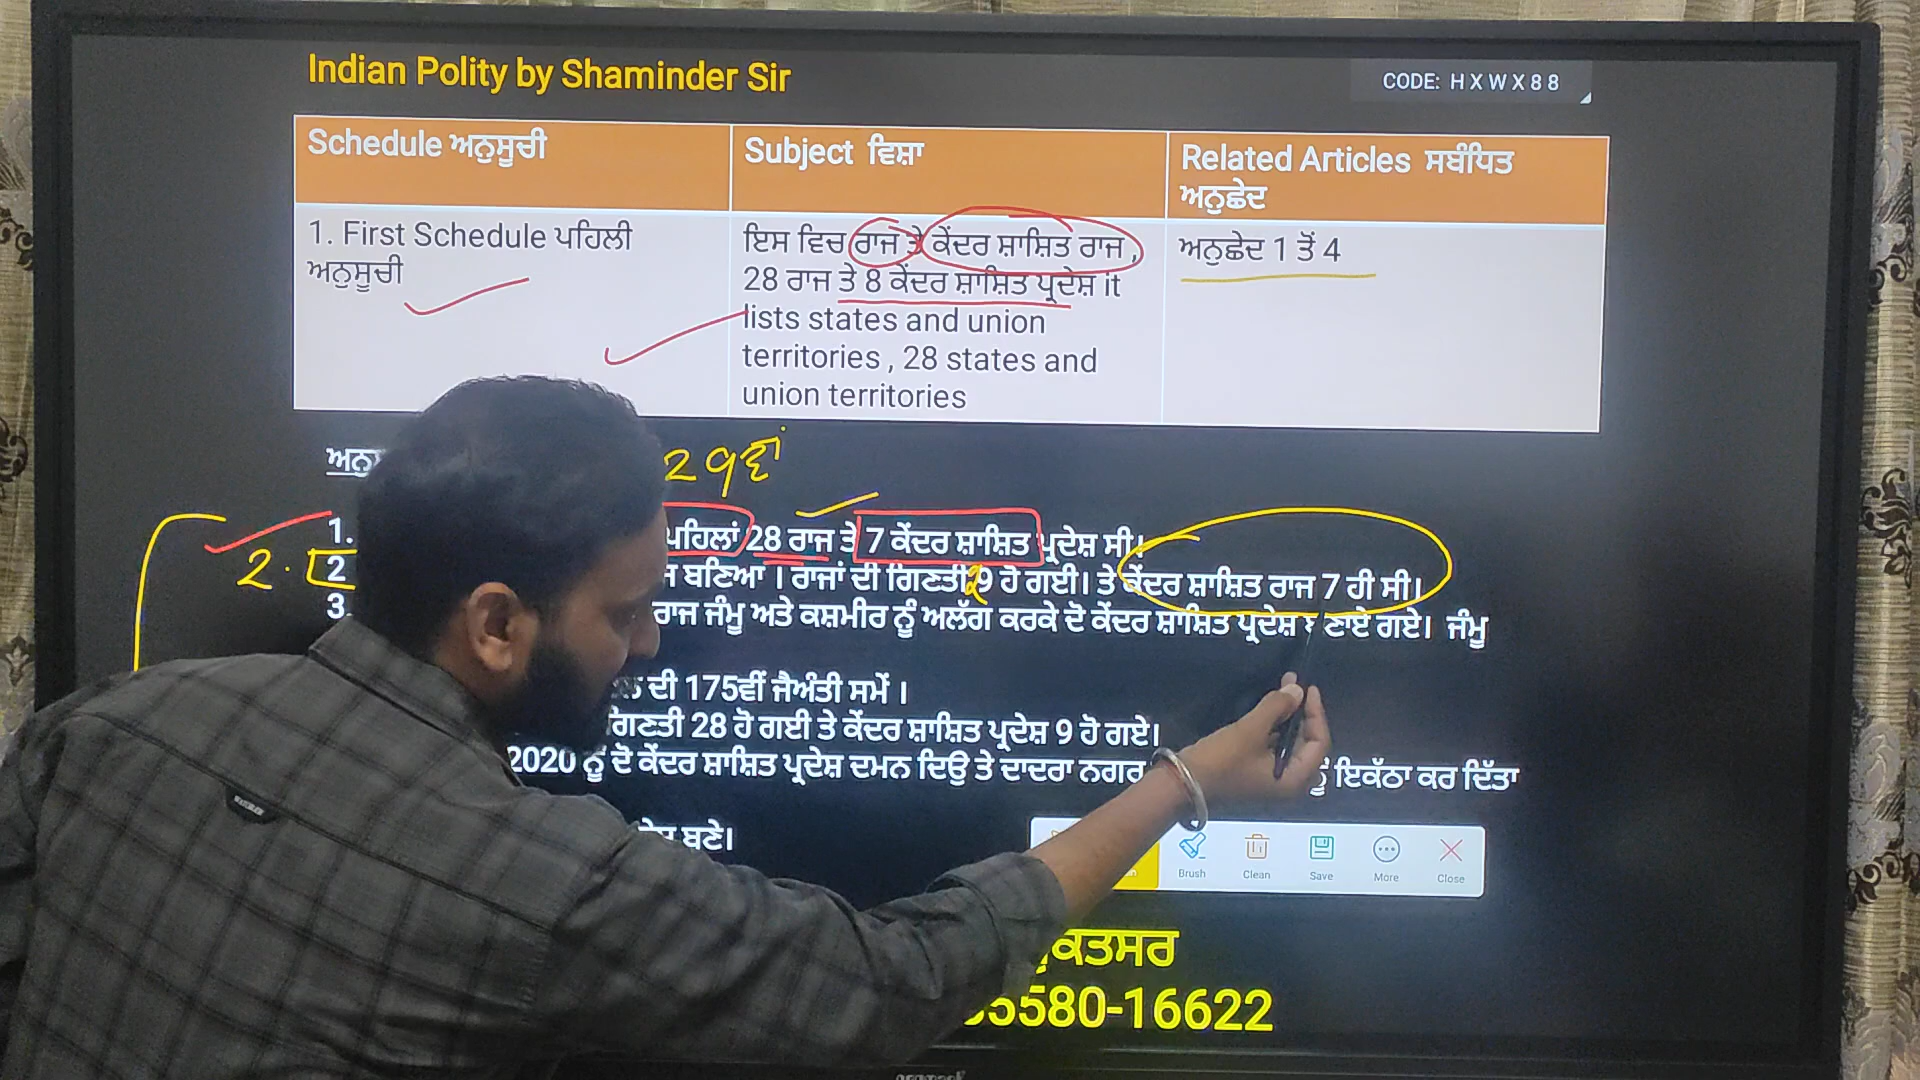 Indian Polity by Shaminder Sir
CODE: HXWX88
Schedule ਅਨੁਸੂਚੀ
Subject ਵਿਸ਼ਾ
Related Articles ਸਬੰਧਿਤ
ਅਨੁਛੇਦ
1. First Schedule ਪਹਿਲੀ
ਅਨੁਸੂਚੀ
ਇਸ ਵਿਚ ਰਾਜ ਤੇ ਕੇਂਦਰ ਸ਼ਾਸ਼ਿਤ ਰਾਜ ,
28 ਰਾਜ ਤੇ 8 ਕੇਂਦਰ ਸ਼ਾਸ਼ਿਤ ਪ੍ਰਦੇਸ਼ it
lists states and union
territories , 28 states and
union territories
ਅਨੁਛੇਦ 1 ਤੋਂ 4
29ਵਾਂ
1. ਪਹਿਲਾਂ 28 ਰਾਜ ਤੇ 7 ਕੇਂਦਰ ਸ਼ਾਸ਼ਿਤ ਪ੍ਰਦੇਸ਼ ਸੀ।
2. 2 ਬਣਿਆ । ਰਾਜਾਂ ਦੀ ਗਿਣਤੀ 29 ਹੋ ਗਈ। ਤੇ ਕੇਂਦਰ ਸ਼ਾਸ਼ਿਤ ਰਾਜ 7 ਹੀ ਸੀ।
3. ਰਾਜ ਜੰਮੂ ਅਤੇ ਕਸ਼ਮੀਰ ਨੂੰ ਅਲੱਗ ਕਰਕੇ ਦੋ ਕੇਂਦਰ ਸ਼ਾਸ਼ਿਤ ਪ੍ਰਦੇਸ਼ ਬਣਾਏ ਗਏ। ਜੰਮੂ
ਦੀ 175ਵੀਂ ਜੈਅੰਤੀ ਸਮੇਂ ।
ਗਿਣਤੀ 28 ਹੋ ਗਈ ਤੇ ਕੇਂਦਰ ਸ਼ਾਸ਼ਿਤ ਪ੍ਰਦੇਸ਼ 9 ਹੋ ਗਏ।
2020 ਨੂੰ ਦੋ ਕੇਂਦਰ ਸ਼ਾਸ਼ਿਤ ਪ੍ਰਦੇਸ਼ ਦਮਨ ਦਿਉ ਤੇ ਦਾਦਰਾ ਨਗਰ ਨੂੰ ਇਕੱਠਾ ਕਰ ਦਿੱਤਾ
ਬਣੇ।
Brush Clean Save More Close
ਮੁਕਤਸਰ
5580-16622